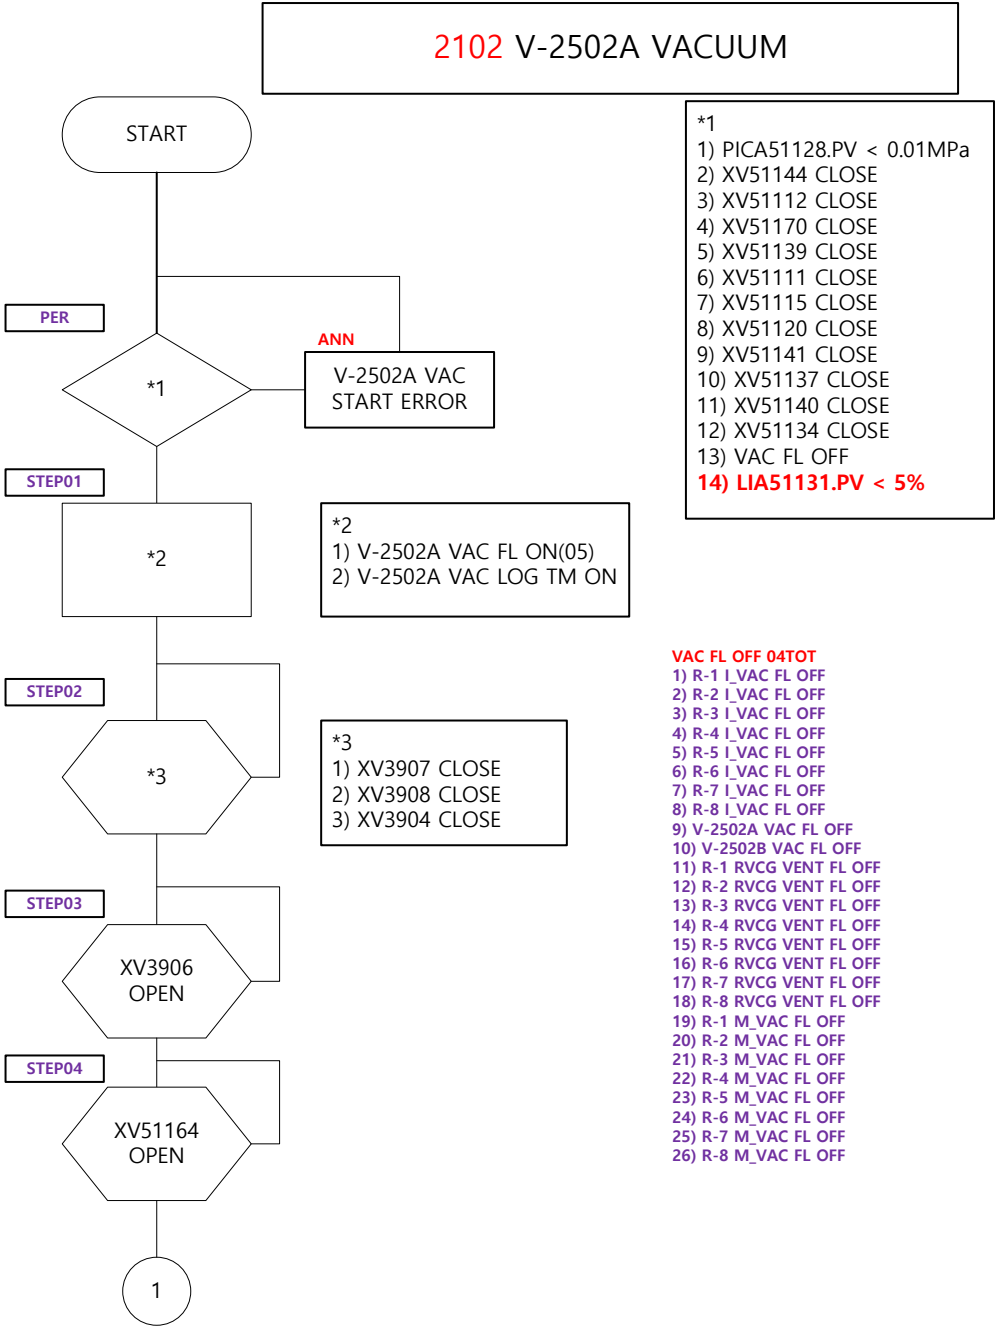 2102 V-2502A VACUUM
START
*1
1) PICA51128.PV < 0.01MPa
2) XV51144 CLOSE
3) XV51112 CLOSE
4) XV51170 CLOSE
5) XV51139 CLOSE
6) XV51111 CLOSE
7) XV51115 CLOSE
8) XV51120 CLOSE
9) XV51141 CLOSE
10) XV51137 CLOSE
11) XV51140 CLOSE
12) XV51134 CLOSE
13) VAC FL OFF
14) LIA51131.PV < 5%
PER
*1
ANN
V-2502A VAC
START ERROR
STEP01
*2
*2
1) V-2502A VAC FL ON(05)
2) V-2502A VAC LOG TM ON
STEP02
*3
*3
1) XV3907 CLOSE
2) XV3908 CLOSE
3) XV3904 CLOSE
VAC FL OFF 04TOT
1) R-1 I_VAC FL OFF
2) R-2 I_VAC FL OFF
3) R-3 I_VAC FL OFF
4) R-4 I_VAC FL OFF
5) R-5 I_VAC FL OFF
6) R-6 I_VAC FL OFF
7) R-7 I_VAC FL OFF
8) R-8 I_VAC FL OFF
9) V-2502A VAC FL OFF
10) V-2502B VAC FL OFF
11) R-1 RVCG VENT FL OFF
12) R-2 RVCG VENT FL OFF
13) R-3 RVCG VENT FL OFF
14) R-4 RVCG VENT FL OFF
15) R-5 RVCG VENT FL OFF
16) R-6 RVCG VENT FL OFF
17) R-7 RVCG VENT FL OFF
18) R-8 RVCG VENT FL OFF
19) R-1 M_VAC FL OFF
20) R-2 M_VAC FL OFF
21) R-3 M_VAC FL OFF
22) R-4 M_VAC FL OFF
23) R-5 M_VAC FL OFF
24) R-6 M_VAC FL OFF
25) R-7 M_VAC FL OFF
26) R-8 M_VAC FL OFF
STEP03
XV3906
OPEN
STEP04
XV51164
OPEN
1